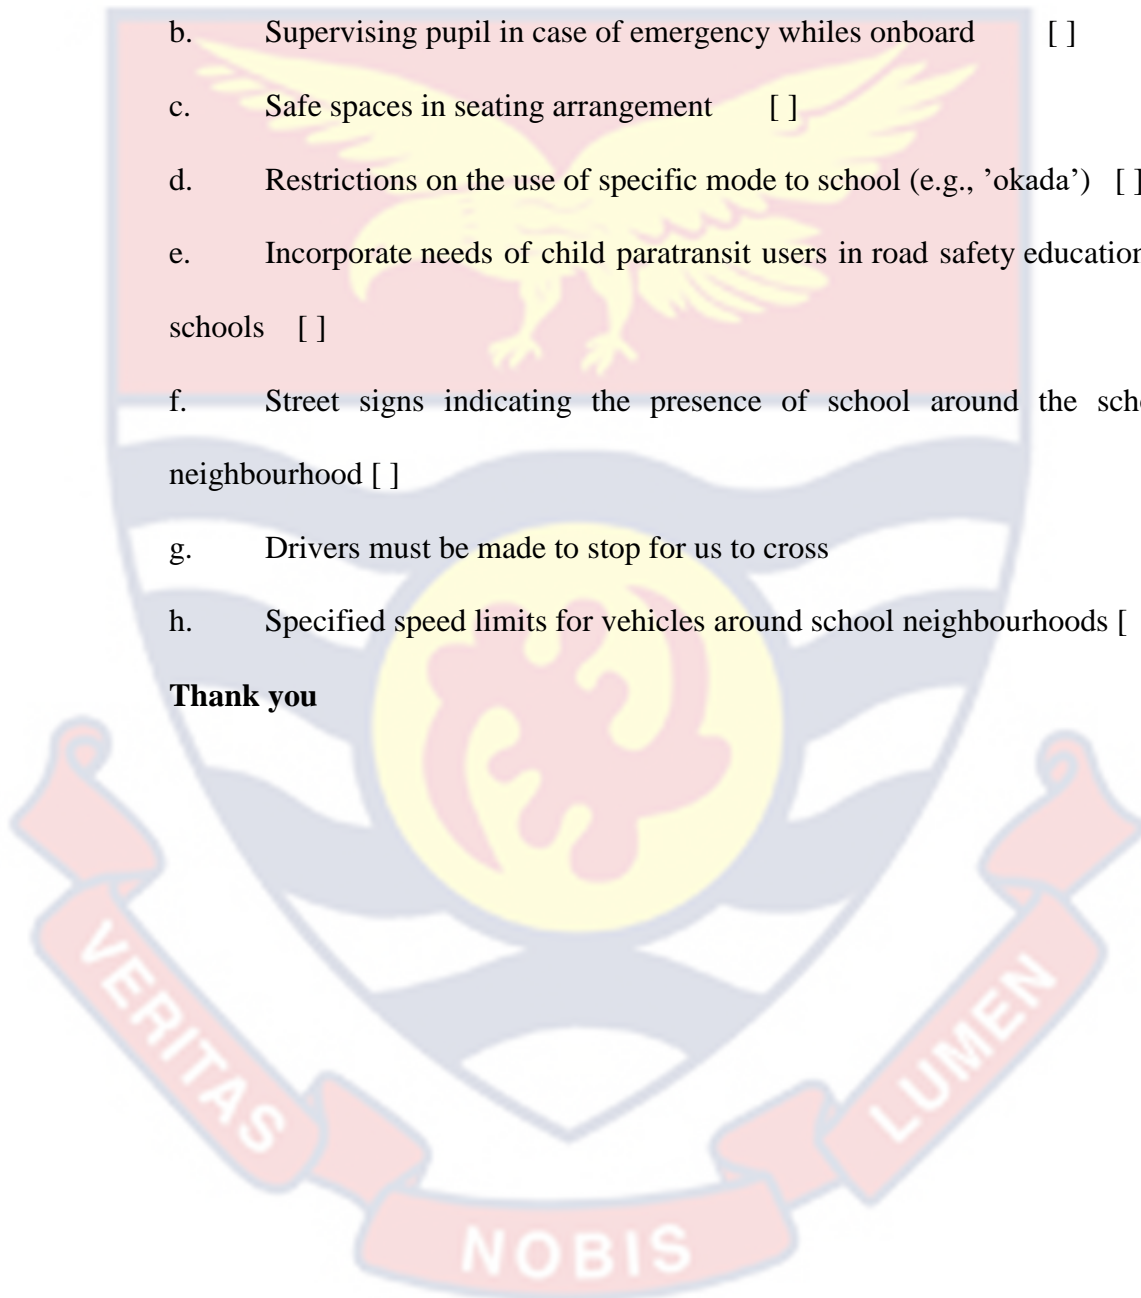 b. Supervising pupil in case of emergency whiles onboard [ ]
c. Safe spaces in seating arrangement [ ]
d. Restrictions on the use of specific mode to school (e.g., ’okada’) [ ]
e. Incorporate needs of child paratransit users in road safety education
schools [ ]
f. Street signs indicating the presence of school around the
neighbourhood [ ]
g. Drivers must be made to stop for us to cross
h. Specified speed limits for vehicles around school neighbourhoods [
Thank you
VERITAS
NOBIS
LUMEN